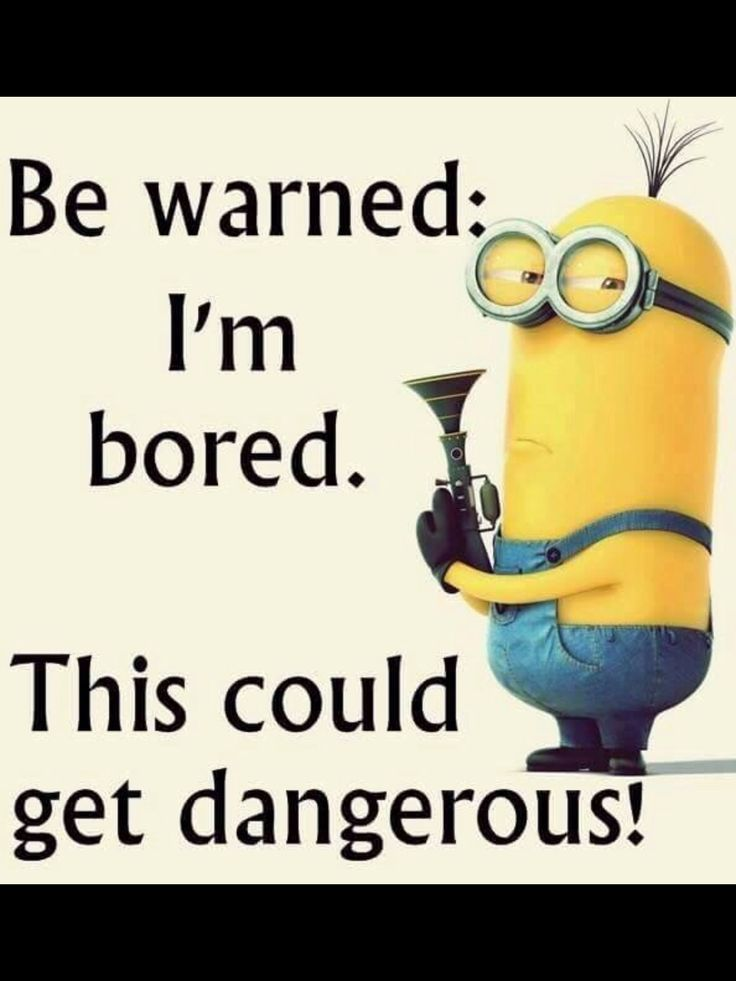 Be warned:
I'm
bored.
This could
get dangerous!